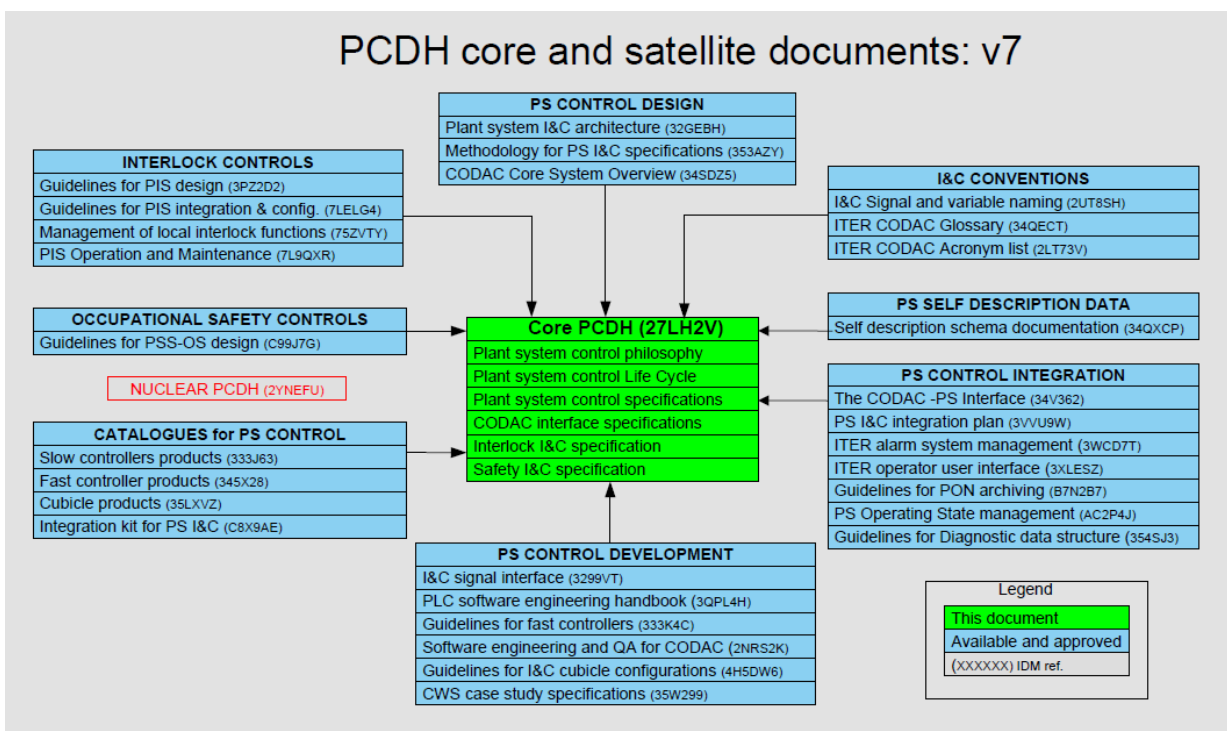 PCDH core and satellite documents: v7
PS CONTROL DESIGN
Plant system I&C architecture (32GEBH)
Methodology for PS I&C specifications (353AZY)
CODAC Core System Overview (34SDZ5)
INTERLOCK CONTROLS
Guidelines for PIS design (3PZ2D2)
Guidelines for PIS integration & config. (7LELG4)
Management of local interlock functions (75ZVTY)
PIS Operation and Maintenance (7L9QXR)
I&C CONVENTIONS
I&C Signal and variable naming (2UT8SH)
ITER CODAC Glossary (34QECT)
ITER CODAC Acronym list (2LT73V)
OCCUPATIONAL SAFETY CONTROLS
Guidelines for PSS-OS design (C99J7G)
NUCLEAR PCDH (2YNEFU)
CATALOGUES for PS CONTROL
Slow controllers products (333J63)
Fast controller products (345X28)
Cubicle products (35LXVZ)
Integration kit for PS I&C (C8X9AE)
Core PCDH (27LH2V)
Plant system control philosophy
Plant system control Life Cycle
Plant system control specifications
CODAC interface specifications
Interlock I&C specification
Safety I&C specification
PS SELF DESCRIPTION DATA
Self description schema documentation (34QXCP)
PS CONTROL INTEGRATION
The CODAC -PS Interface (34V362)
PS I&C integration plan (3VVU9W)
ITER alarm system management (3WCD7T)
ITER operator user interface (3XLESZ)
Guidelines for PON archiving (B7N2B7)
PS Operating State management (AC2P4J)
Guidelines for Diagnostic data structure (354SJ3)
PS CONTROL DEVELOPMENT
I&C signal interface (3299VT)
PLC software engineering handbook (3QPL4H)
Guidelines for fast controllers (333K4C)
Software engineering and QA for CODAC (2NRS2K)
Guidelines for I&C cubicle configurations (4H5DW6)
CWS case study specifications (35W299)
Legend
This document
Available and approved
(XXXXXX) IDM ref.